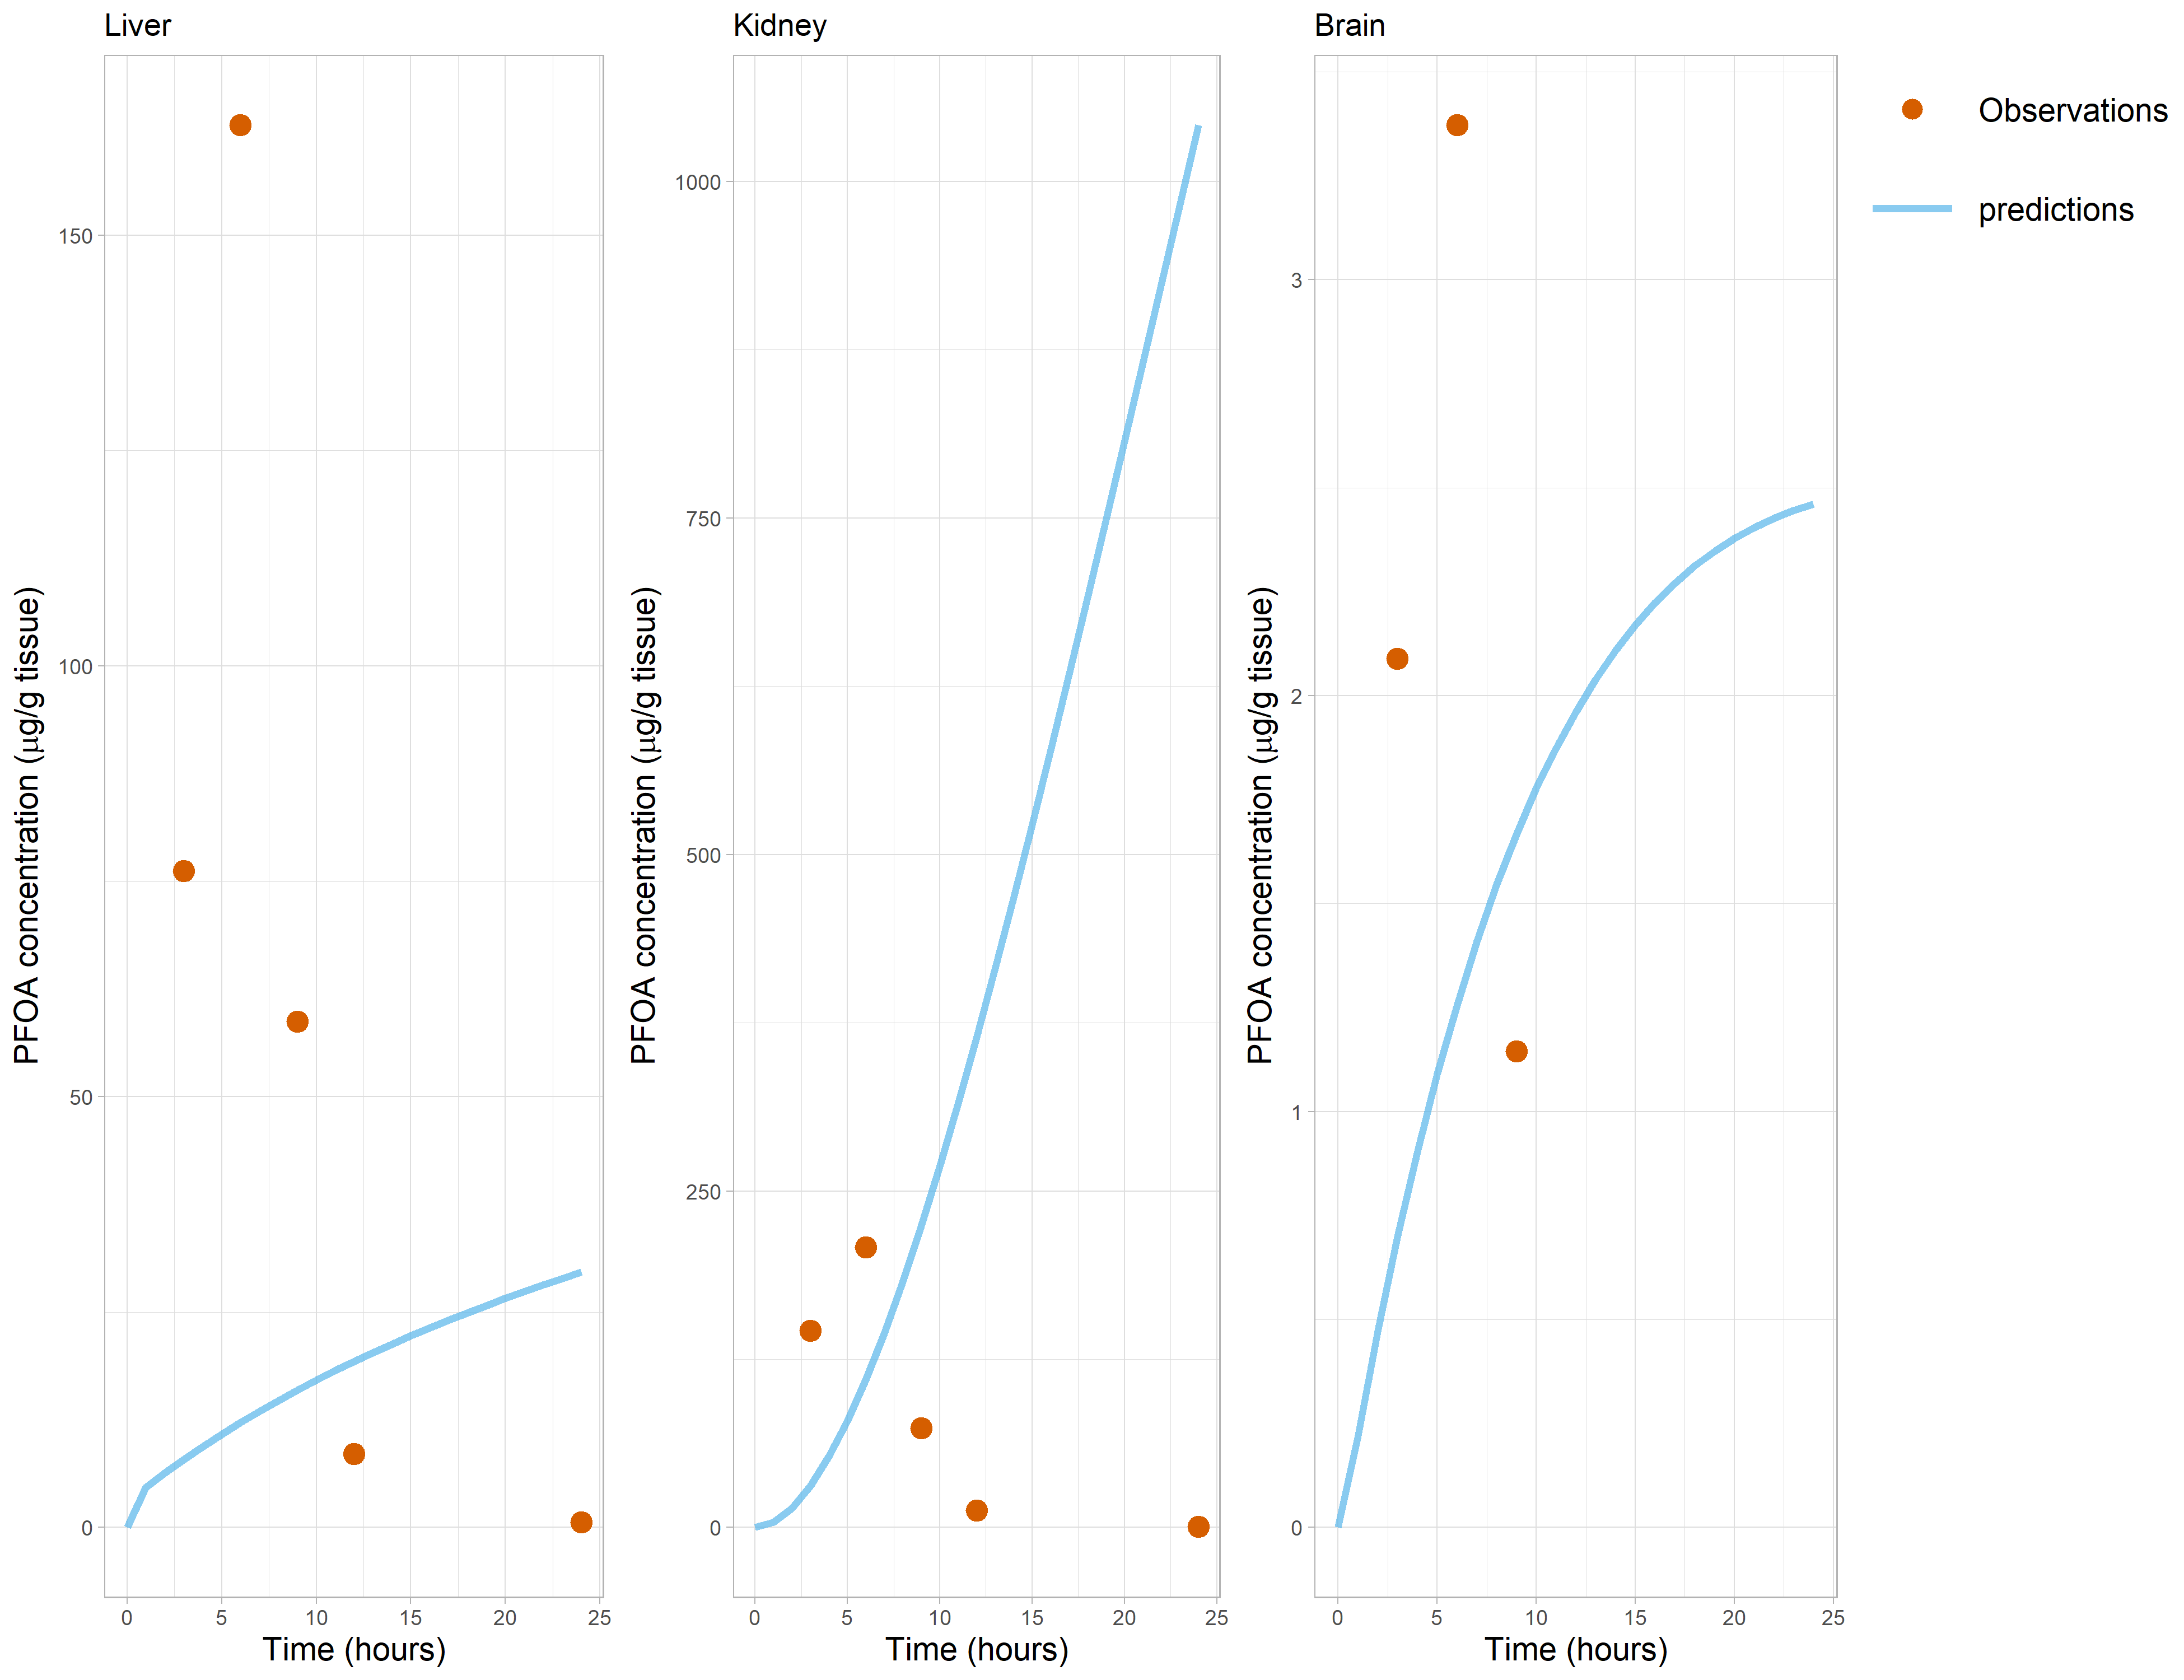 Liver
Kidney
Brain
PFOA concentration (μg/g tissue)
150
100
50
0
0 5 10 15 20 25
Time (hours)
PFOA concentration (μg/g tissue)
1000
750
500
250
0
0 5 10 15 20 25
Time (hours)
PFOA concentration (μg/g tissue)
3
2
1
0
0 5 10 15 20 25
Time (hours)
Observations
predictions